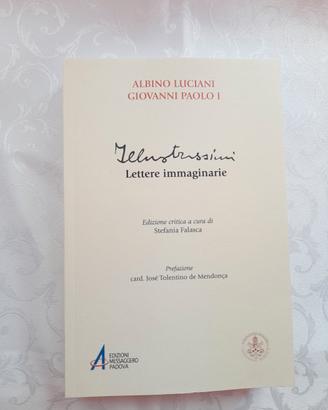 ALBINO LUCIANI
GIOVANNI PAOLO I
Illustrissimi
Lettere immaginarie
Edizione critica a cura di
Stefania Falasca
Prefazione
card. José Tolentino de Mendonça
EDIZIONI
MESSAGGERO
PADOVA